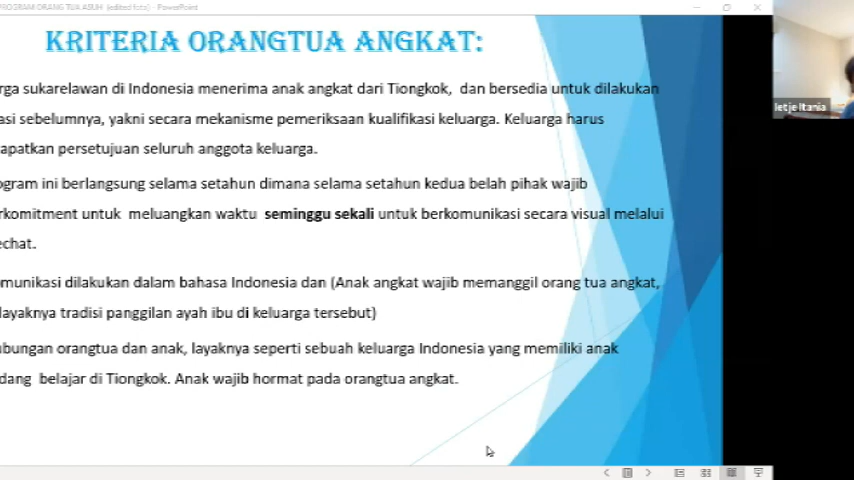 PROGRAM ORANG TUA ASUH (edited foto) - PowerPoint
KRITERIA ORANGTUA ANGKAT:
rga sukarelawan di Indonesia menerima anak angkat dari Tiongkok, dan bersedia untuk dilakukan
asi sebelumnya, yakni secara mekanisme pemeriksaan kualifikasi keluarga. Keluarga harus
apatkan persetujuan seluruh anggota keluarga.
ogram ini berlangsung selama setahun dimana selama setahun kedua belah pihak wajib
rkomitment untuk meluangkan waktu seminggu sekali untuk berkomunikasi secara visual melalui
echat.
munikasi dilakukan dalam bahasa Indonesia dan (Anak angkat wajib memanggil orang tua angkat,
layaknya tradisi panggilan ayah ibu di keluarga tersebut)
ubungan orangtua dan anak, layaknya seperti sebuah keluarga Indonesia yang memiliki anak
dang belajar di Tiongkok. Anak wajib hormat pada orangtua angkat.
Ietje Itania